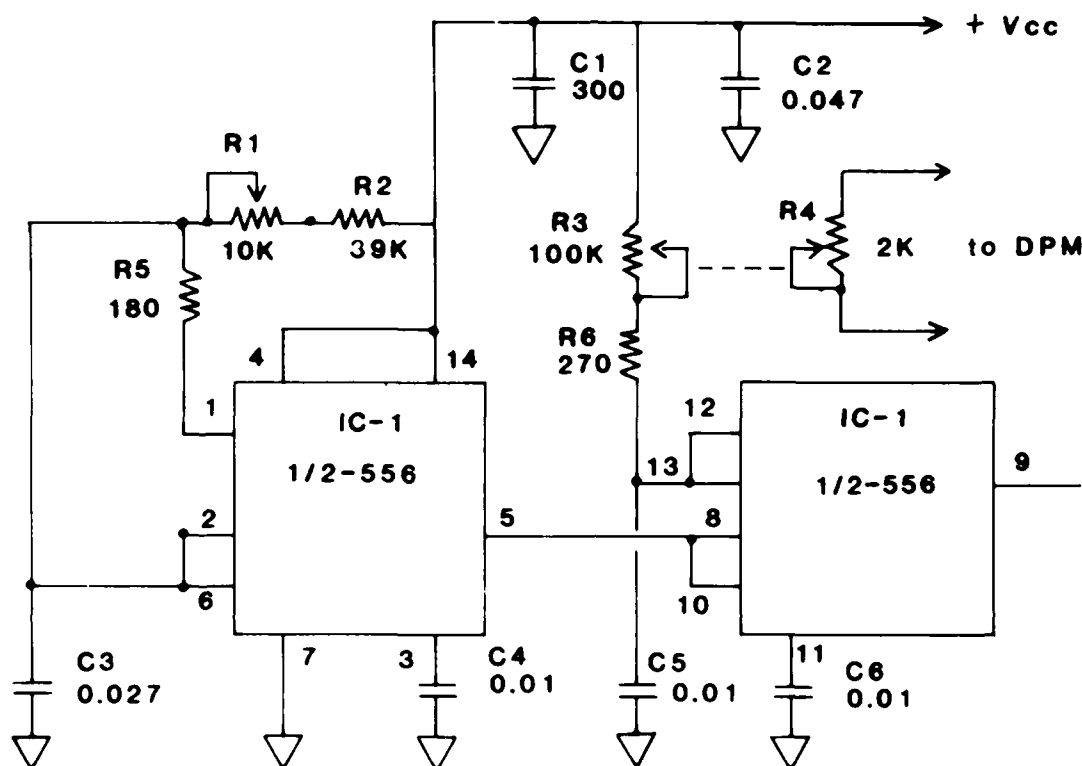 + Vcc
C1
300
C2
0.047
R1
10K
R2
39K
R5
180
R3
100K
R4
2K
to DPM
R6
270
4
14
1
IC-1
1/2-556
2
6
5
7
3
12
13
IC-1
1/2-556
9
8
10
11
C3
0.027
C4
0.01
C5
0.01
C6
0.01